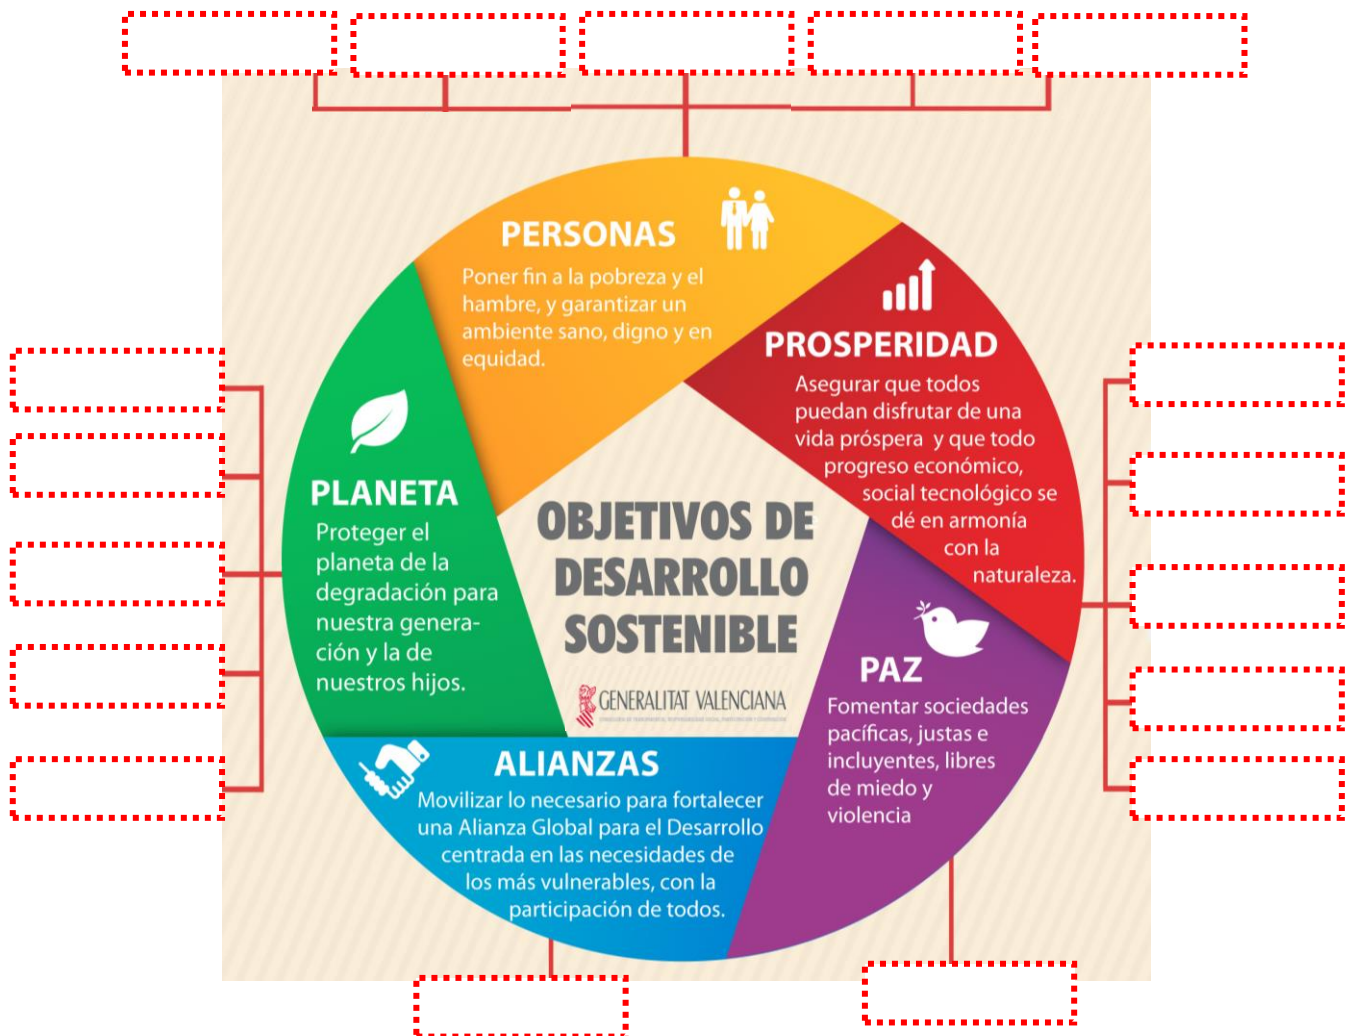 PERSONAS
Poner fin a la pobreza y el
hambre, y garantizar un
ambiente sano, digno y en
equidad.
PROSPERIDAD
Asegurar que todos
puedan disfrutar de una
vida próspera y que todo
progreso económico,
social tecnológico se
dé en armonía
con la
naturaleza.
PLANETA
Proteger el
planeta de la
degradación para
nuestra genera-
ción y la de
nuestros hijos.
OBJETIVOS DE
DESARROLLO
SOSTENIBLE
GENERALITAT VALENCIANA
PAZ
Fomentar sociedades
pacíficas, justas e
incluyentes, libres
de miedo y
violencia
ALIANZAS
Movilizar lo necesario para fortalecer
una Alianza Global para el Desarrollo
centrada en las necesidades de
los más vulnerables, con la
participación de todos.